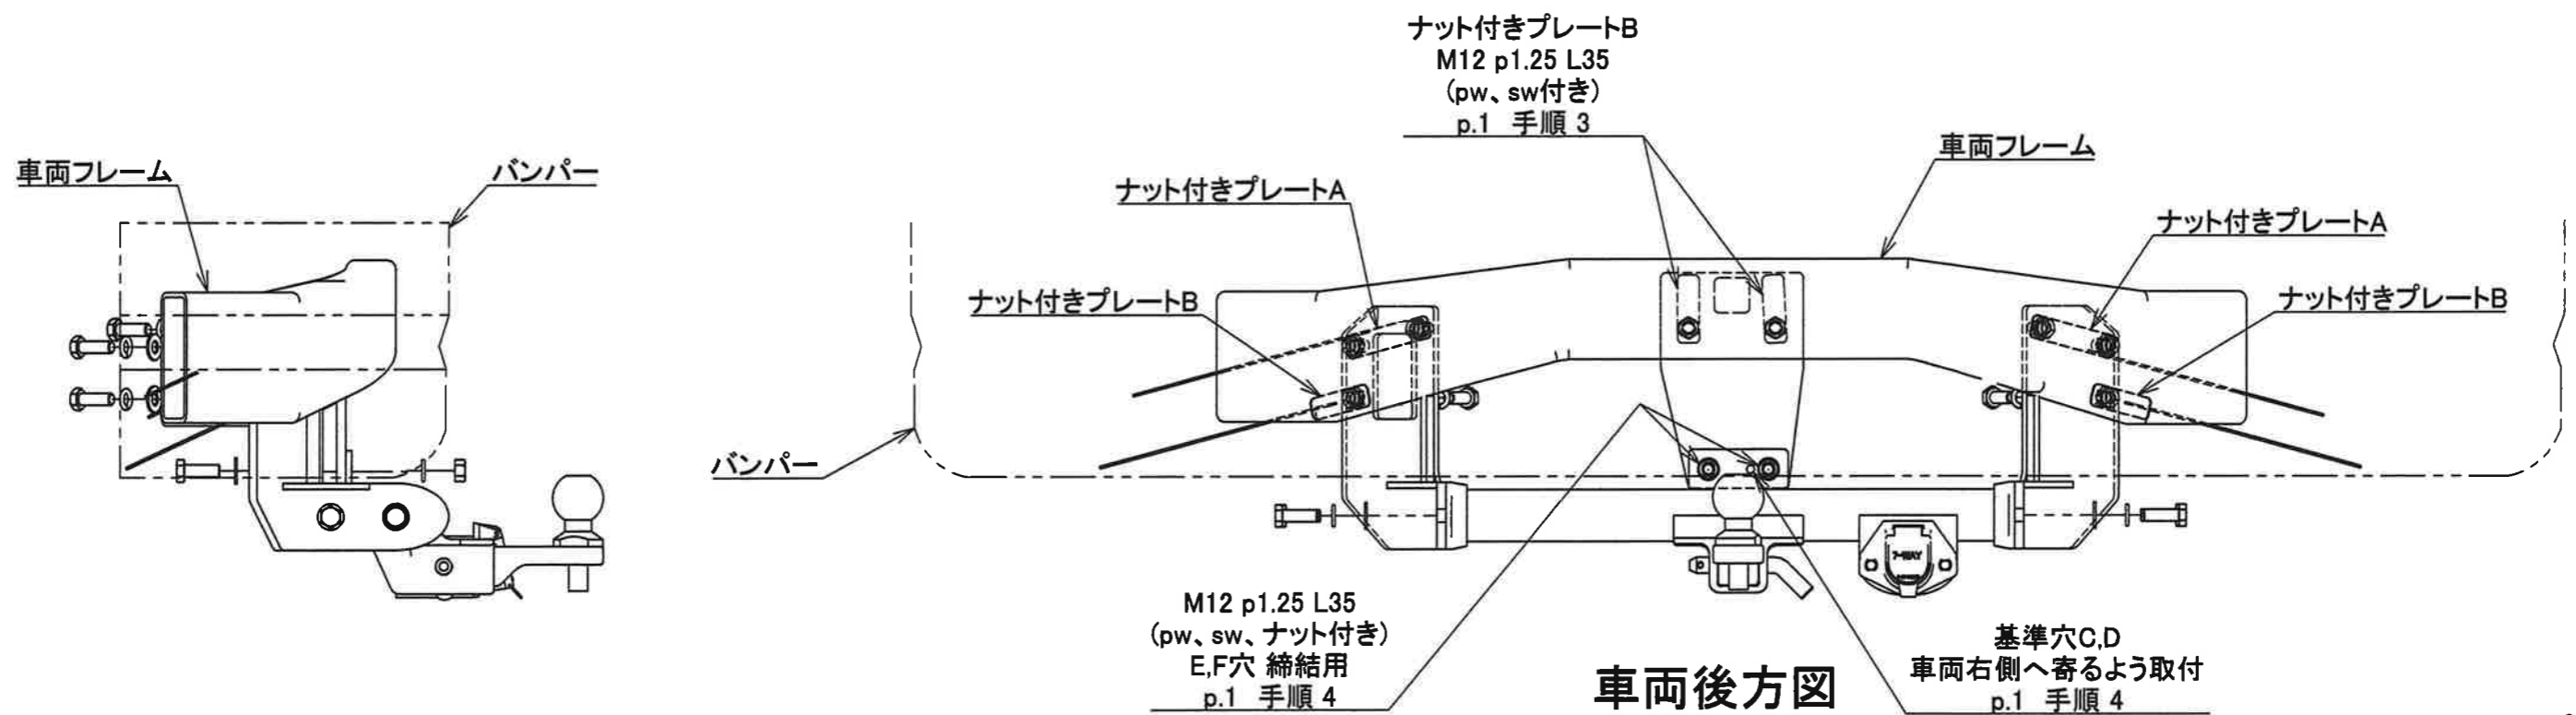 ナット付きプレートB
M12 p1.25 L35
(pw、sw付き)
p.1 手順 3
車両フレーム
バンパー
車両フレーム
ナット付きプレートA
ナット付きプレートA
ナット付きプレートB
ナット付きプレートB
バンパー
7-WAY
M12 p1.25 L35
(pw、sw、ナット付き)
E,F穴 締結用
p.1 手順 4
車両後方図
基準穴C,D
車両右側へ寄るよう取付
p.1 手順 4